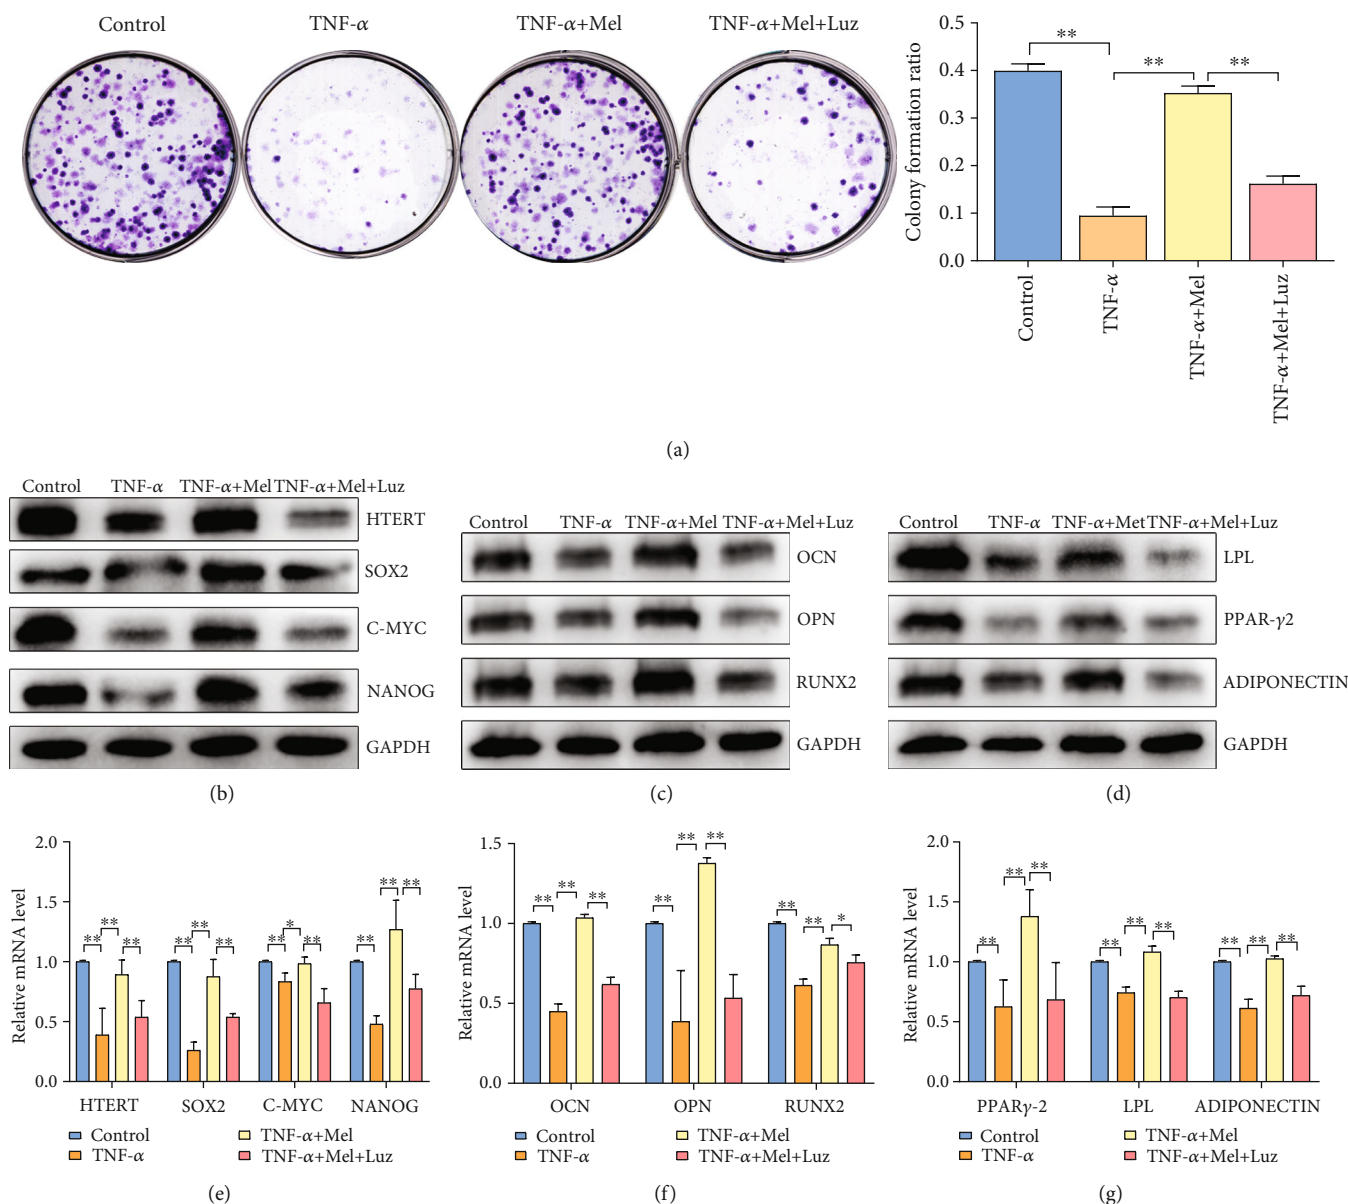 Control TNF-α TNF-α+Mel TNF-α+Mel+Luz
Colony formation ratio
0.5
0.4
0.3
0.2
0.1
0.0
** ** **
Control
TNF-α
TNF-α+Mel
TNF-α+Mel+Luz
(a)
Control TNF-α TNF-α+Mel TNF-α+Mel+Luz
HTERT
SOX2
C-MYC
NANOG
GAPDH
(b)
Control TNF-α TNF-α+Mel TNF-α+Mel+Luz
OCN
OPN
RUNX2
GAPDH
(c)
Control TNF-α TNF-α+Met TNF-α+Mel+Luz
LPL
PPAR-γ2
ADIPONECTIN
GAPDH
(d)
Relative mRNA level
2.0
1.5
1.0
0.5
0.0
** ** **
** ** **
** * **
** ** **
HTERT SOX2 C-MYC NANOG
Control TNF-α+Mel
TNF-α TNF-α+Mel+Luz
(e)
Relative mRNA level
1.5
1.0
0.5
0.0
** ** **
** ** **
** ** *
OCN OPN RUNX2
Control TNF-α+Mel
TNF-α TNF-α+Mel+Luz
(f)
Relative mRNA level
2.0
1.5
1.0
0.5
0.0
** ** **
** ** **
** ** **
PPARγ-2 LPL ADIPONECTIN
Control TNF-α+Mel
TNF-α TNF-α+Mel+Luz
(g)